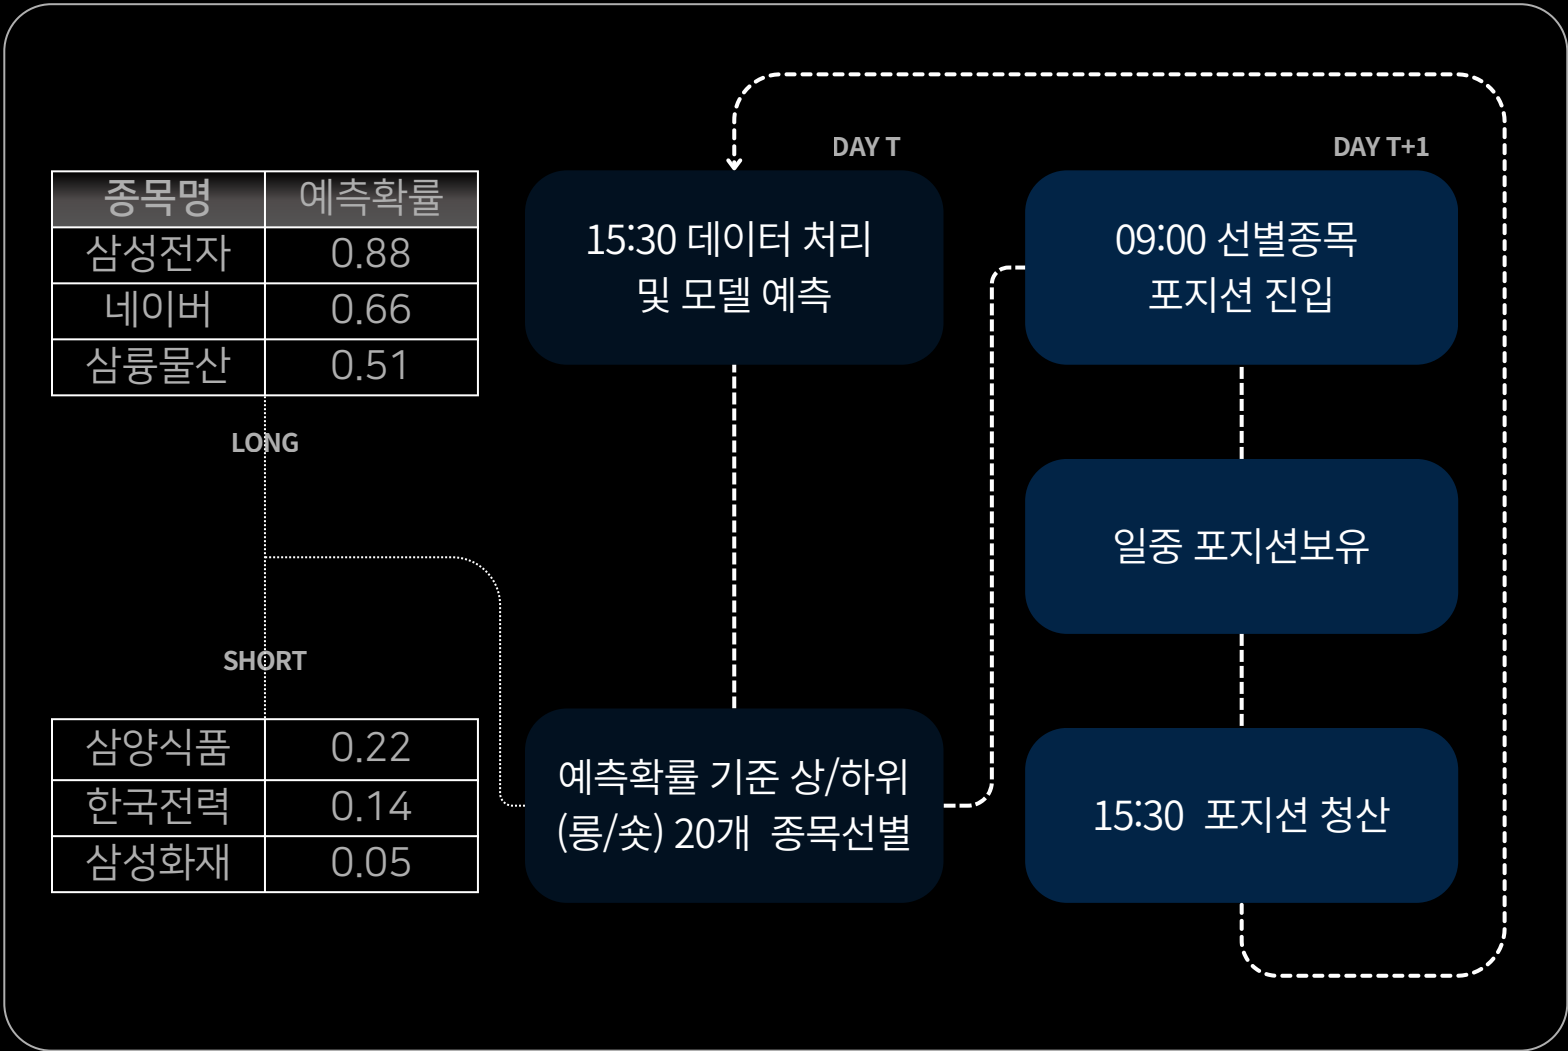 종목명 예측확률
삼성전자 0.88
네이버 0.66
삼륭물산 0.51
LONG
SHORT
삼양식품 0.22
한국전력 0.14
삼성화재 0.05
DAY T
15:30 데이터 처리
및 모델 예측
예측확률 기준 상/하위
(롱/숏) 20개 종목선별
DAY T+1
09:00 선별종목
포지션 진입
일중 포지션보유
15:30 포지션 청산